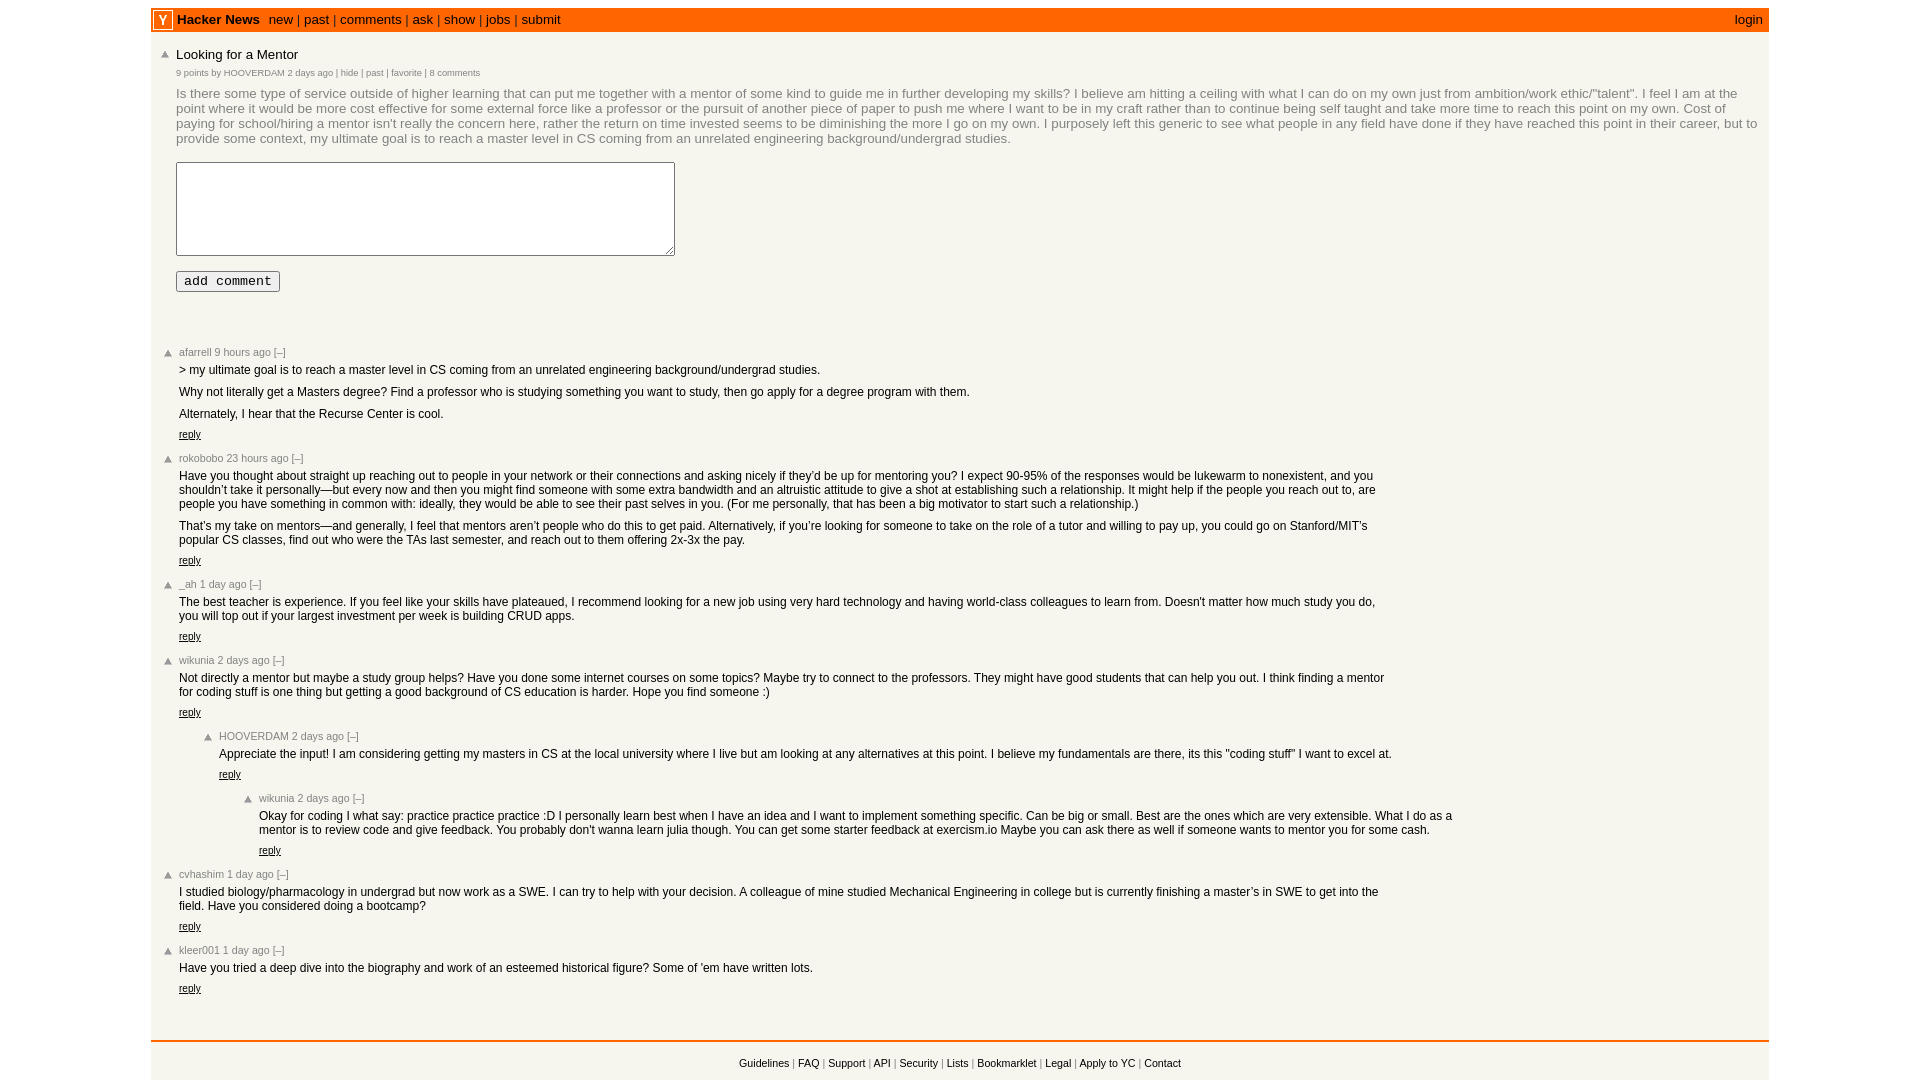 Y Hacker News new | past | comments | ask | show | jobs | submit login
Looking for a Mentor
9 points by HOOVERDAM 2 days ago | hide | past | favorite | 8 comments
Is there some type of service outside of higher learning that can put me together with a mentor of some kind to guide me in further developing my skills? I believe am hitting a ceiling with what I can do on my own just from ambition/work ethic/"talent". I feel I am at the
point where it would be more cost effective for some external force like a professor or the pursuit of another piece of paper to push me where I want to be in my craft rather than to continue being self taught and take more time to reach this point on my own. Cost of
paying for school/hiring a mentor isn't really the concern here, rather the return on time invested seems to be diminishing the more I go on my own. I purposely left this generic to see what people in any field have done if they have reached this point in their career, but to
provide some context, my ultimate goal is to reach a master level in CS coming from an unrelated engineering background/undergrad studies.
add comment
afarrell 9 hours ago [–]
> my ultimate goal is to reach a master level in CS coming from an unrelated engineering background/undergrad studies.
Why not literally get a Masters degree? Find a professor who is studying something you want to study, then go apply for a degree program with them.
Alternately, I hear that the Recurse Center is cool.
reply
rokobobo 23 hours ago [–]
Have you thought about straight up reaching out to people in your network or their connections and asking nicely if they’d be up for mentoring you? I expect 90-95% of the responses would be lukewarm to nonexistent, and you
shouldn’t take it personally—but every now and then you might find someone with some extra bandwidth and an altruistic attitude to give a shot at establishing such a relationship. It might help if the people you reach out to, are
people you have something in common with: ideally, they would be able to see their past selves in you. (For me personally, that has been a big motivator to start such a relationship.)
That’s my take on mentors—and generally, I feel that mentors aren’t people who do this to get paid. Alternatively, if you’re looking for someone to take on the role of a tutor and willing to pay up, you could go on Stanford/MIT’s
popular CS classes, find out who were the TAs last semester, and reach out to them offering 2x-3x the pay.
reply
_ah 1 day ago [–]
The best teacher is experience. If you feel like your skills have plateaued, I recommend looking for a new job using very hard technology and having world-class colleagues to learn from. Doesn't matter how much study you do,
you will top out if your largest investment per week is building CRUD apps.
reply
wikunia 2 days ago [–]
Not directly a mentor but maybe a study group helps? Have you done some internet courses on some topics? Maybe try to connect to the professors. They might have good students that can help you out. I think finding a mentor
for coding stuff is one thing but getting a good background of CS education is harder. Hope you find someone :)
reply
HOOVERDAM 2 days ago [–]
Appreciate the input! I am considering getting my masters in CS at the local university where I live but am looking at any alternatives at this point. I believe my fundamentals are there, its this "coding stuff" I want to excel at.
reply
wikunia 2 days ago [–]
Okay for coding I what say: practice practice practice :D I personally learn best when I have an idea and I want to implement something specific. Can be big or small. Best are the ones which are very extensible. What I do as a
mentor is to review code and give feedback. You probably don't wanna learn julia though. You can get some starter feedback at exercism.io Maybe you can ask there as well if someone wants to mentor you for some cash.
reply
cvhashim 1 day ago [–]
I studied biology/pharmacology in undergrad but now work as a SWE. I can try to help with your decision. A colleague of mine studied Mechanical Engineering in college but is currently finishing a master’s in SWE to get into the
field. Have you considered doing a bootcamp?
reply
kleer001 1 day ago [–]
Have you tried a deep dive into the biography and work of an esteemed historical figure? Some of 'em have written lots.
reply
Guidelines | FAQ | Support | API | Security | Lists | Bookmarklet | Legal | Apply to YC | Contact